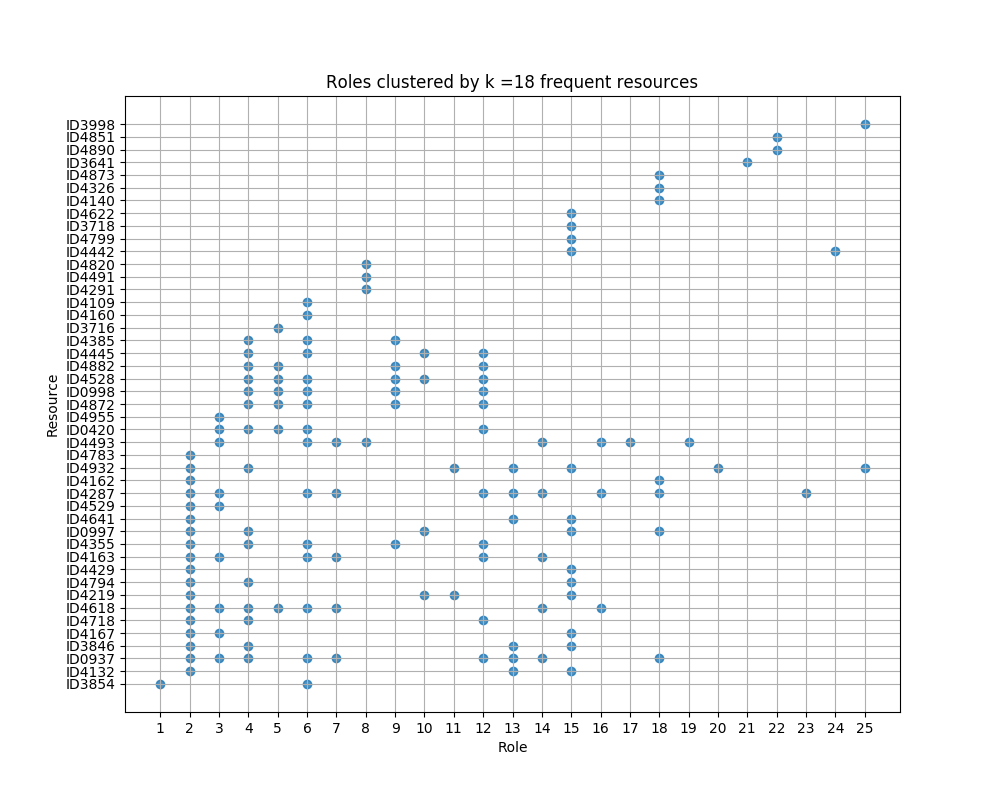 Roles clustered by k =18 frequent resources
ID3998
ID4851
ID4890
ID3641
ID4873
ID4326
ID4140
ID4622
ID3718
ID4799
ID4442
ID4820
ID4491
ID4291
ID4109
ID4160
ID3716
ID4385
ID4445
ID4882
ID4528
ID0998
ID4872
ID4955
ID0420
ID4493
ID4783
ID4932
ID4162
ID4287
ID4529
ID4641
ID0997
ID4355
ID4163
ID4429
ID4794
ID4219
ID4618
ID4718
ID4167
ID3846
ID0937
ID4132
ID3854
Resource
1 2 3 4 5 6 7 8 9 10 11 12 13 14 15 16 17 18 19 20 21 22 23 24 25
Role